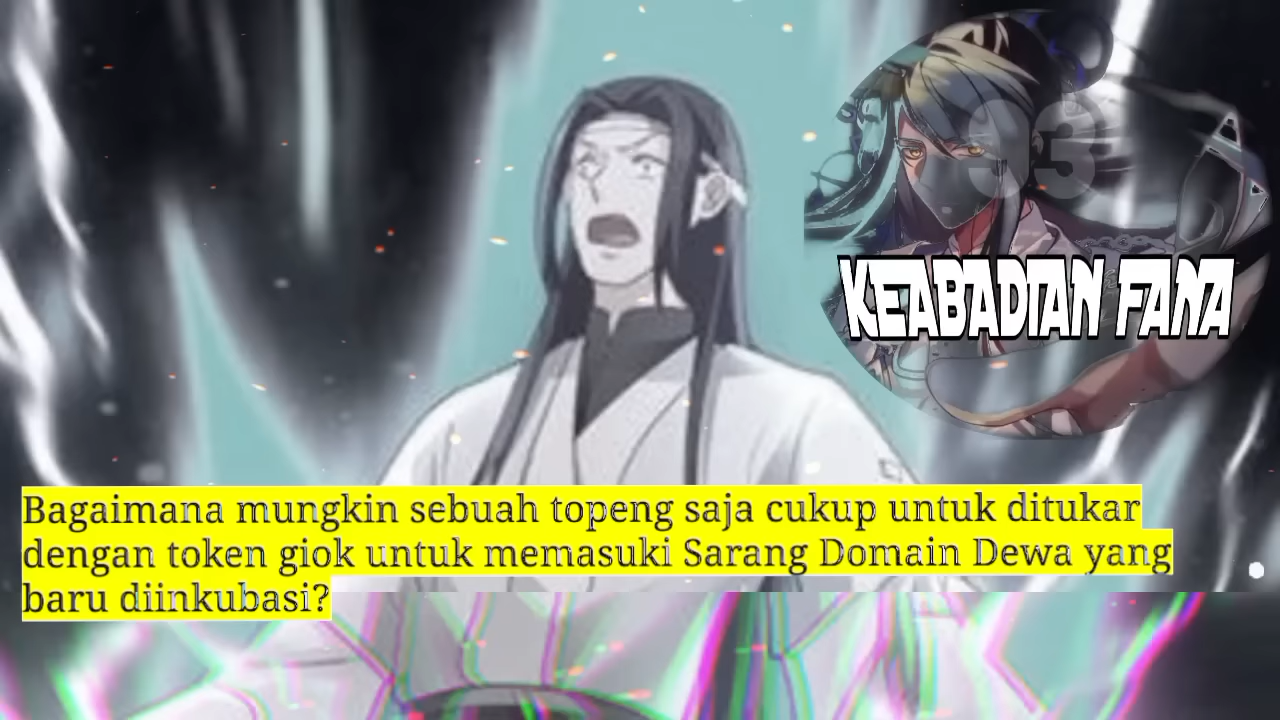 93
KEABADIAN FANA
Bagaimana mungkin sebuah topeng saja cukup untuk ditukar
dengan token giok untuk memasuki Sarang Domain Dewa yang
baru diinkubasi?